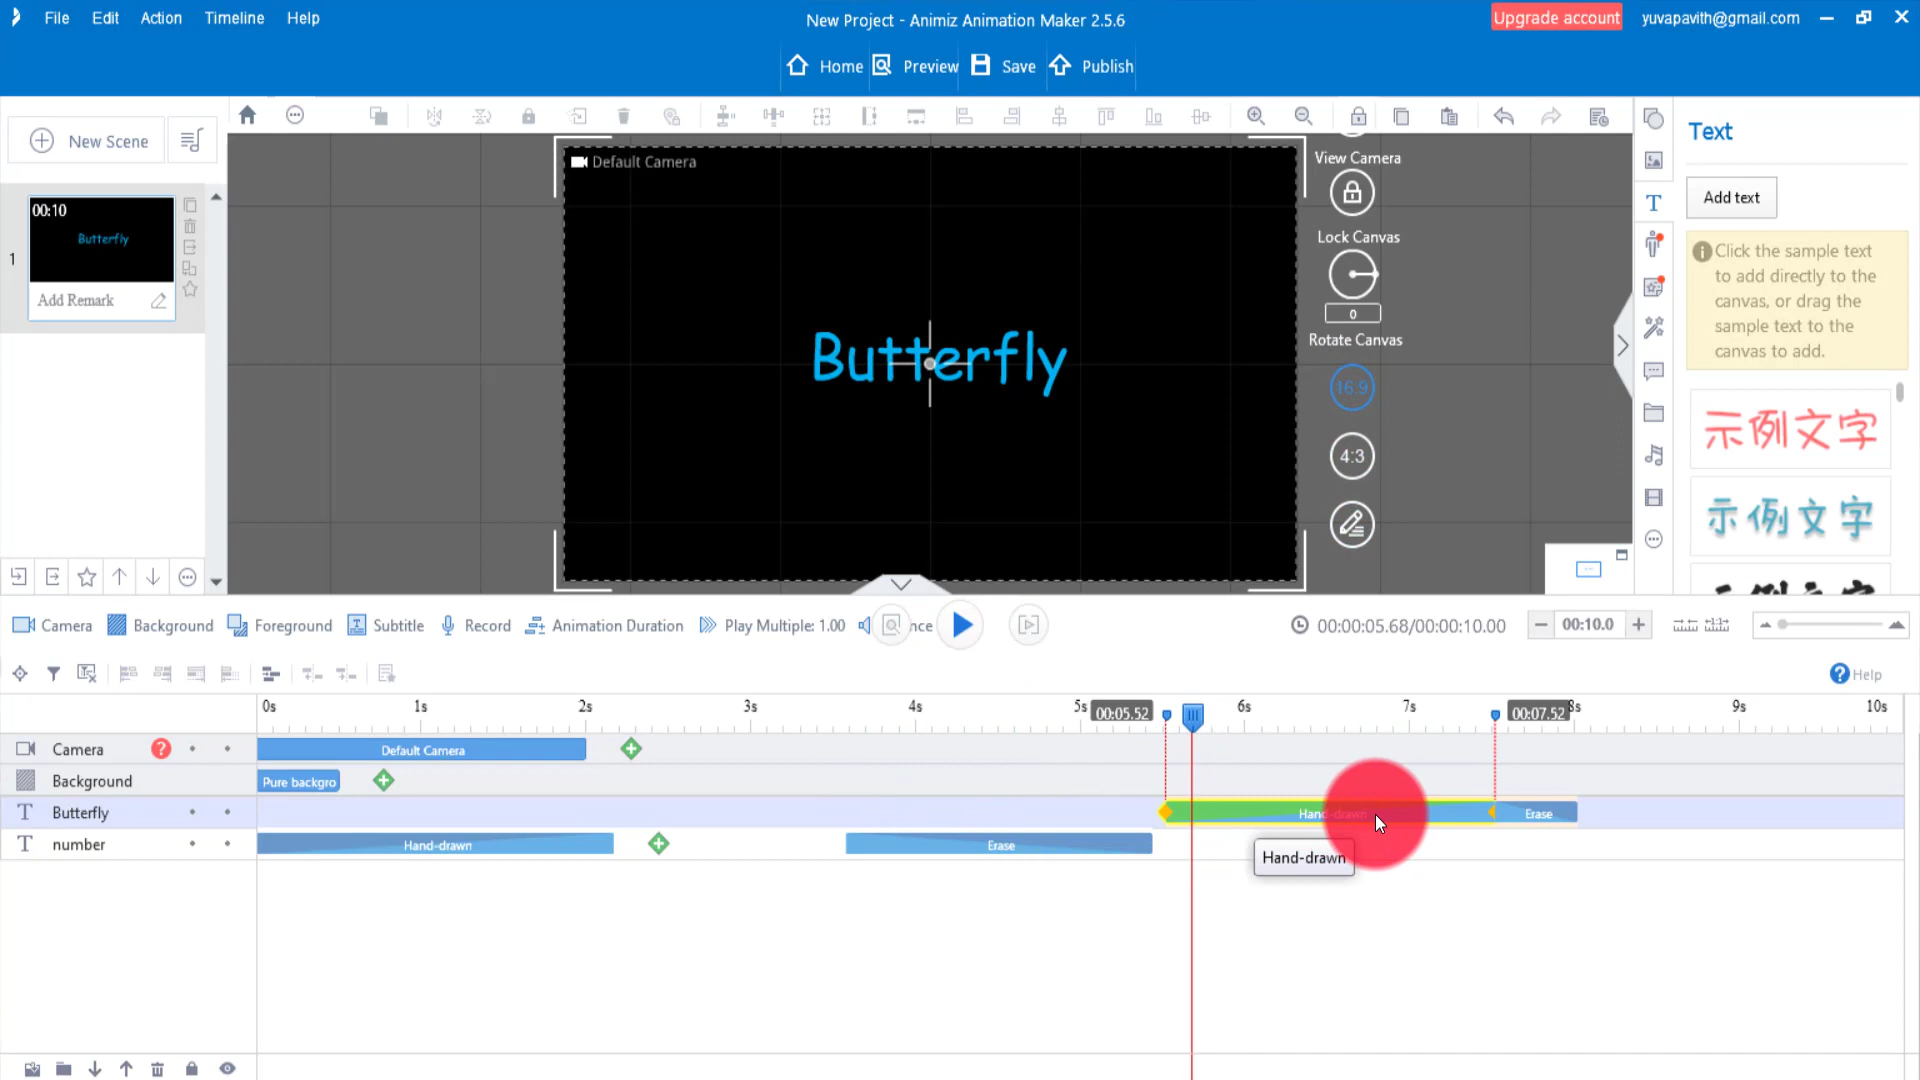 File Edit Action Timeline Help
New Project - Animiz Animation Maker 2.5.6
Upgrade account
yuvapavith@gmail.com
Home Preview Save Publish
New Scene
Text
Default Camera
View Camera
Add text
00:10
Butterfly
1
Add Remark
Lock Canvas
0
Rotate Canvas
16:9
4:3
Butterfly
Click the sample text
to add directly to the
canvas, or drag the
sample text to the
canvas to add.
示例文字
示例文字
Camera Background Foreground Subtitle Record Animation Duration Play Multiple: 1.00
00:00:05.68/00:00:10.00
00:10.0
Help
0s 1s 2s 3s 4s 5s 00:05.52 6s 7s 00:07.52 8s 9s 10s
Camera ? Default Camera
Background Pure backgro
Butterfly Hand-drawn Erase
number Hand-drawn Erase
Hand-drawn